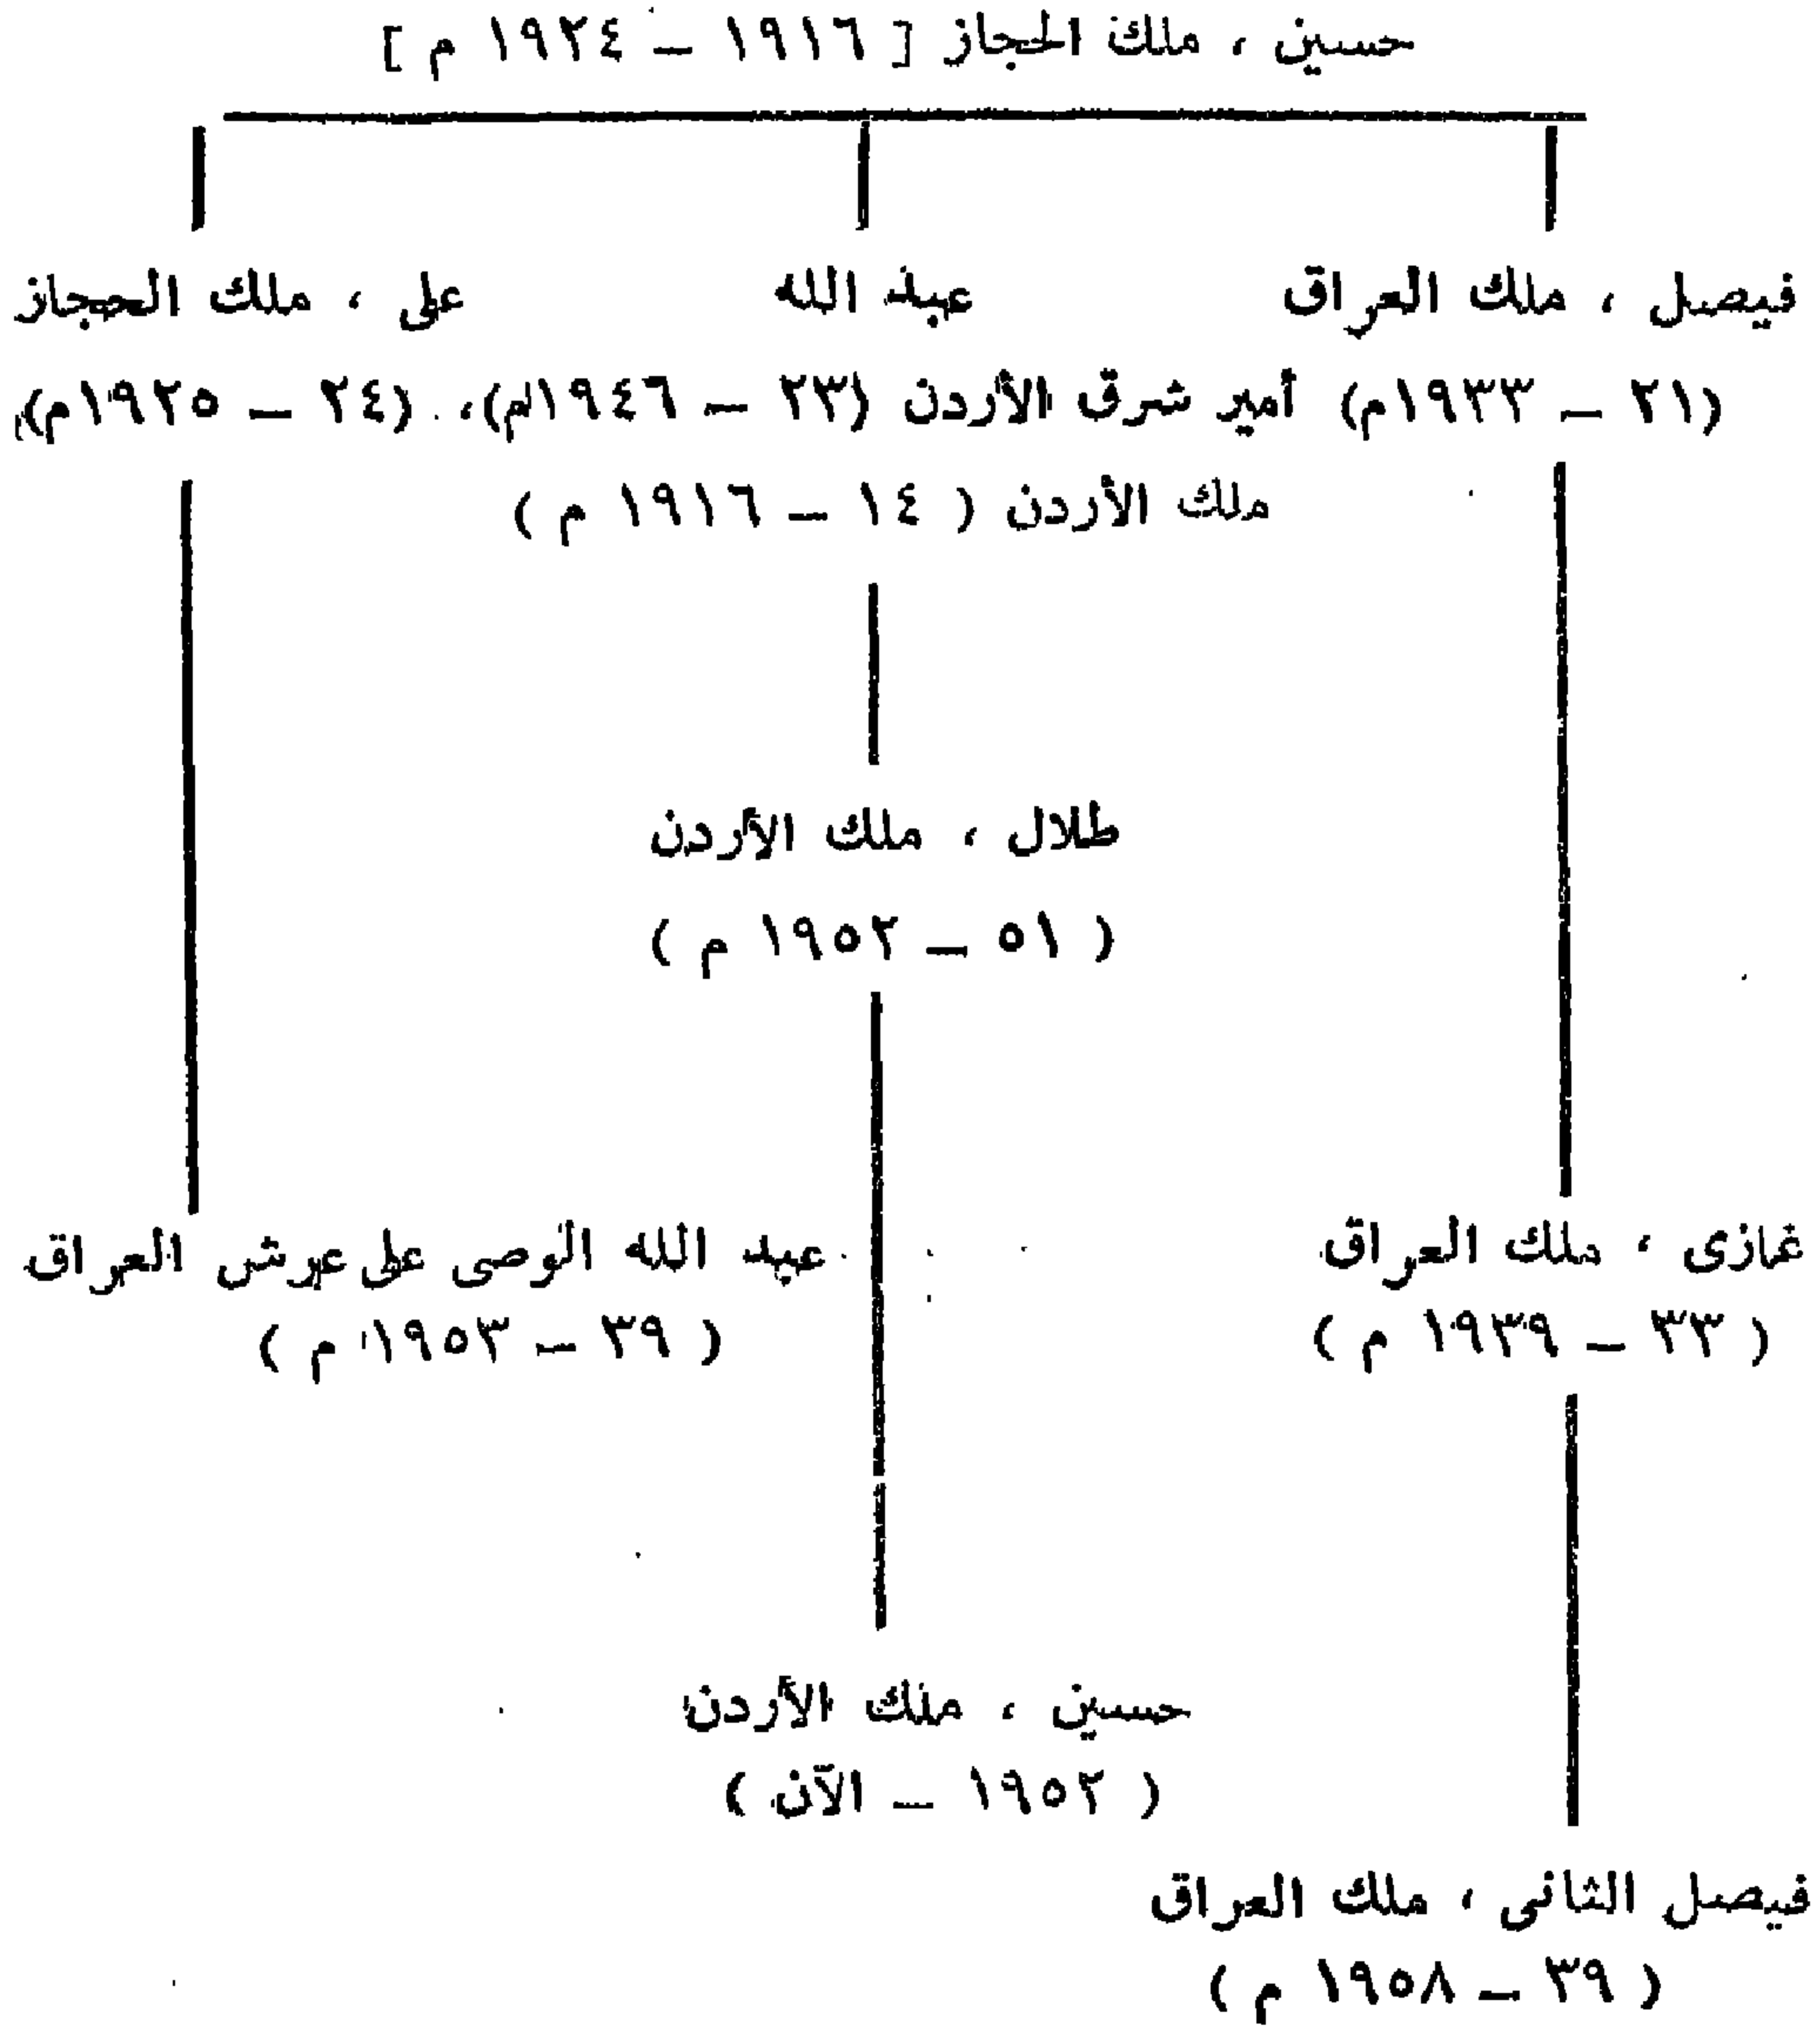 حسين ، ملك الحجاز [ ١٩١٦ – ١٩٢٤ م ]
فيصل ، ملك العراق عبد الله على ، ملك الحجاز
(٢١ – ١٩٣٣م) أمير شرق الأردن (٢٣ – ١٩٤٦م)، (٢٤ – ١٩٢٥م)
ملك الأردن ( ١٤ – ١٩١٦ م )
طلال ، ملك الأردن
( ٥١ – ١٩٥٢ م )
غازى ، ملك العراق عبد الله الوصى على عرش العراق
( ٣٣ – ١٩٣٩ م ) ( ٣٩ – ١٩٥٣ م )
حسين ، ملك الأردن
( ١٩٥٢ – الآن )
فيصل الثانى ، ملك العراق
( ٣٩ – ١٩٥٨ م )